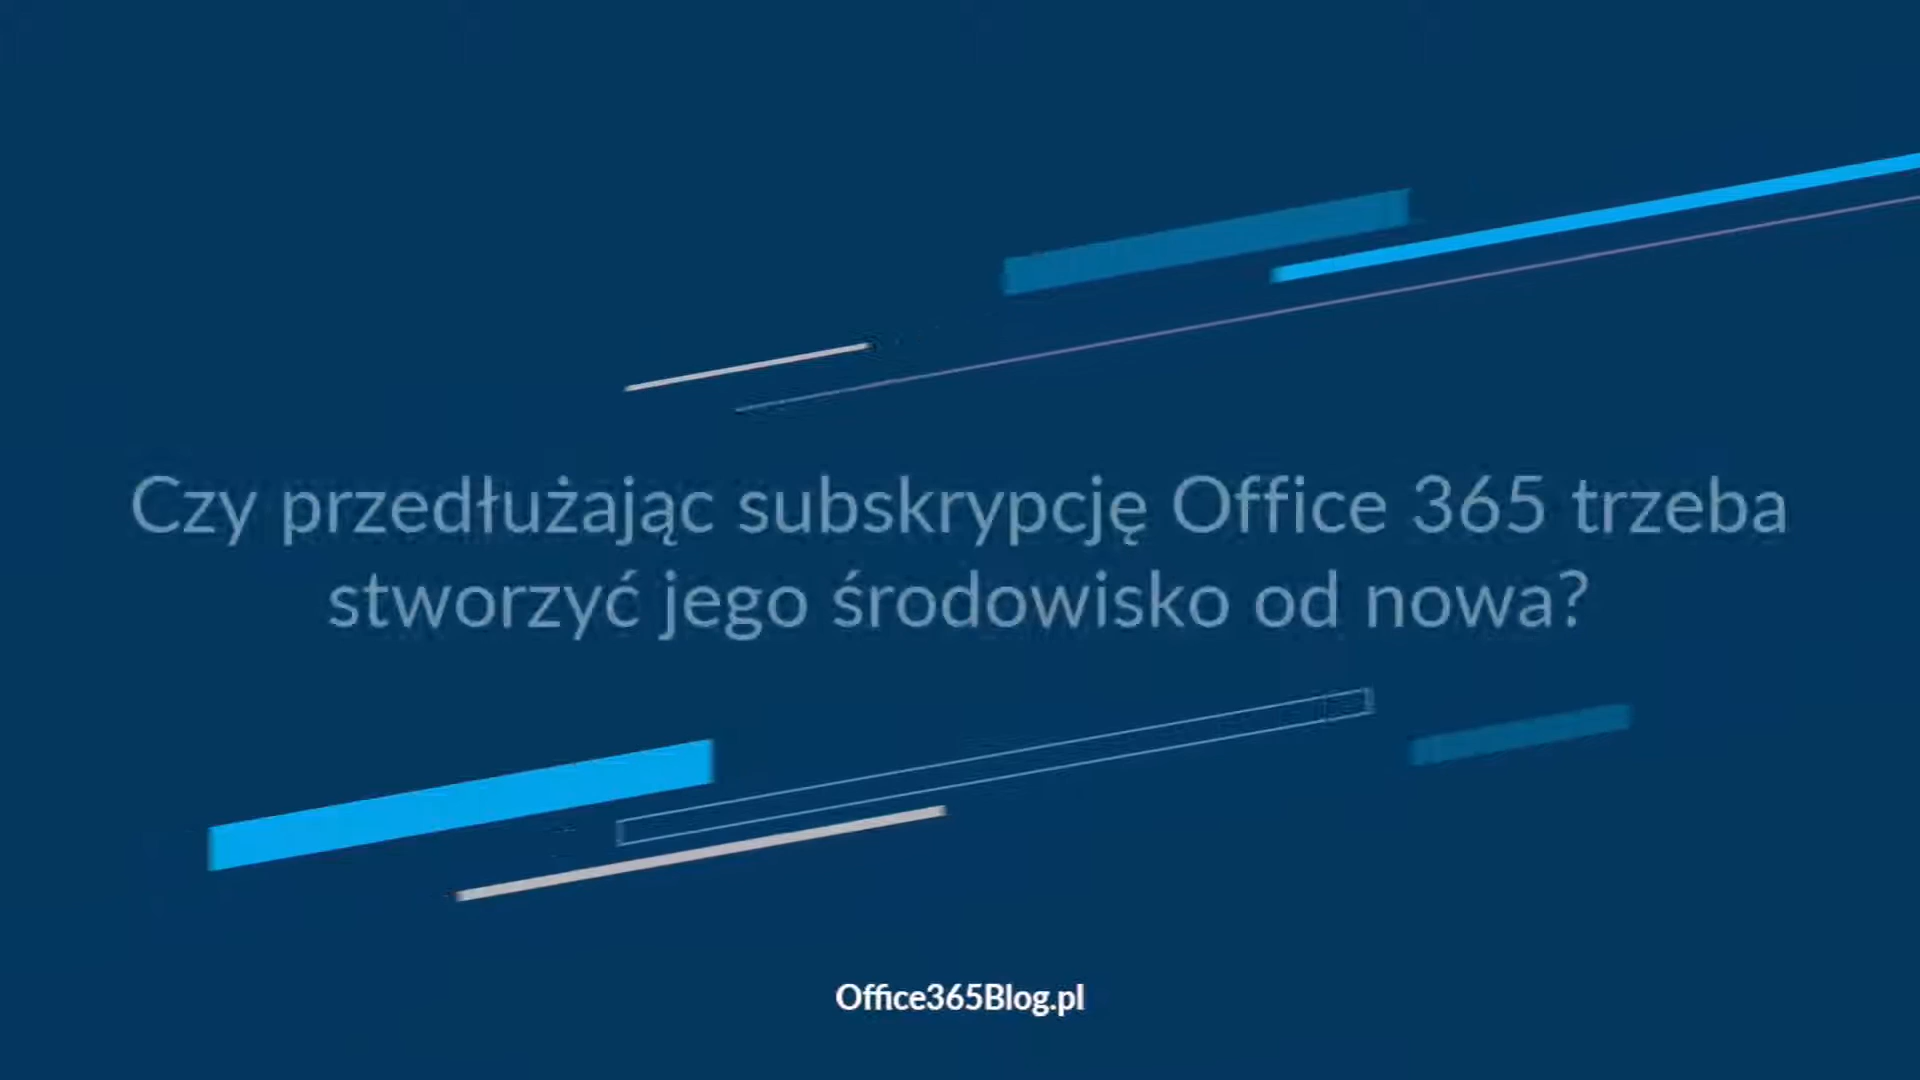 Czy przedłużając subskrypcję Office 365 trzeba
stworzyć jego środowisko od nowa?
Office365Blog.pl